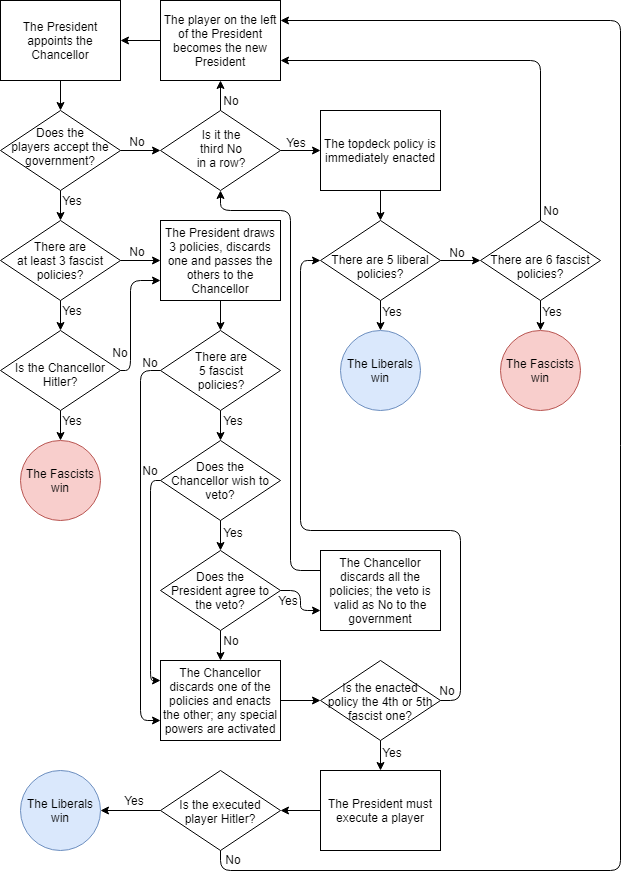 The President
appoints the
Chancellor
The player on the left
of the President
becomes the new
President
No
Does the
players accept the
government?
No
Is it the
third No
in a row?
Yes
The topdeck policy is
immediately enacted
Yes
There are
at least 3 fascist
policies?
No
The President draws
3 policies, discards
one and passes the
others to the
Chancellor
There are 5 liberal
policies?
No
No
There are 6 fascist
policies?
Yes
Yes
Yes
Is the Chancellor
Hitler?
No
There are
5 fascist
policies?
No
The Liberals
win
The Fascists
win
Yes
Yes
The Fascists
win
Does the
Chancellor wish to
veto?
No
Yes
Does the
President agree to
the veto?
Yes
The Chancellor
discards all the
policies; the veto is
valid as No to the
government
No
The Chancellor
discards one of the
policies and enacts
the other; any special
powers are activated
Is the enacted
policy the 4th or 5th
fascist one?
No
Yes
The Liberals
win
Yes
Is the executed
player Hitler?
The President must
execute a player
No